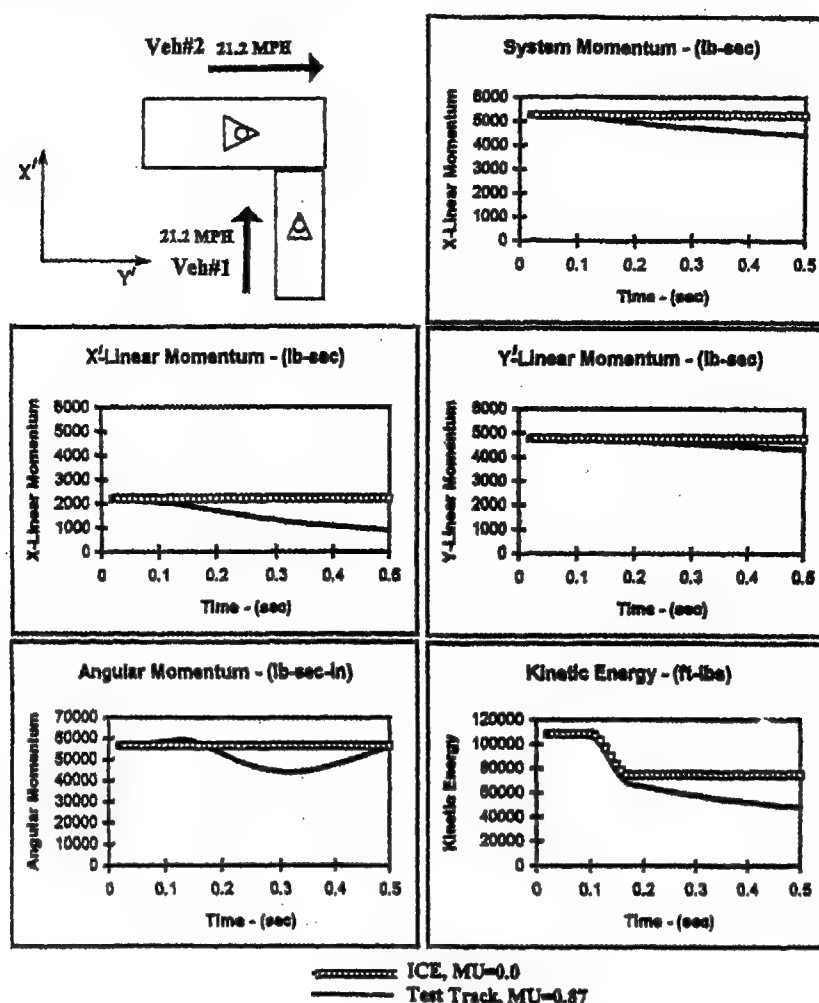 Veh#2 21.2 MPH
X'
21.2 MPH
Veh#1
Y'
System Momentum - (lb-sec)
X-Linear Momentum
6000
5000
4000
3000
2000
1000
0
0 0.1 0.2 0.3 0.4 0.5
Time - (sec)
X'-Linear Momentum - (lb-sec)
X-Linear Momentum
6000
5000
4000
3000
2000
1000
0
0 0.1 0.2 0.3 0.4 0.5
Time - (sec)
Y'-Linear Momentum - (lb-sec)
Y-Linear Momentum
6000
5000
4000
3000
2000
1000
0
0 0.1 0.2 0.3 0.4 0.5
Time - (sec)
Angular Momentum - (lb-sec-in)
Angular Momentum
70000
60000
50000
40000
30000
20000
10000
0
0 0.1 0.2 0.3 0.4 0.5
Time - (sec)
Kinetic Energy - (ft-lbs)
Kinetic Energy
120000
100000
80000
60000
40000
20000
0
0 0.1 0.2 0.3 0.4 0.5
Time - (sec)
ICE, MU=0.0
Test Track, MU=0.87